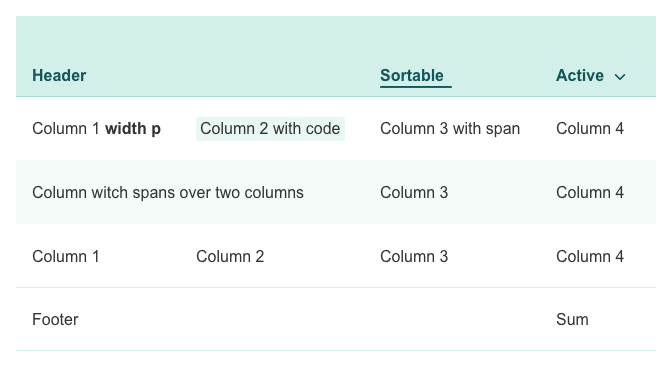 Header Sortable Active
Column 1 width p Column 2 with code Column 3 with span Column 4
Column witch spans over two columns Column 3 Column 4
Column 1 Column 2 Column 3 Column 4
Footer Sum